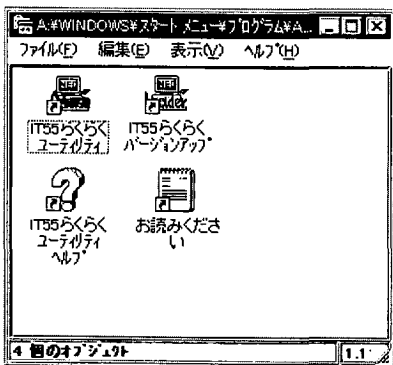 A:¥WINDOWS¥スタート メニュー¥プログラム¥A...
ファイル(F) 編集(E) 表示(V) ヘルプ(H)
IT55らくらく
ユーティリティ
IT55らくらく
バージョンアップ
IT55らくらく
ユーティリティ
ヘルプ
お読みくださ
い
4 個のオブジェクト
1.1